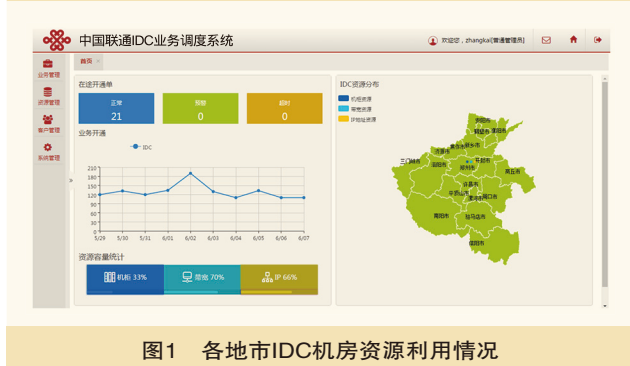 中国联通IDC业务调度系统
欢迎您，zhangkai[普通管理员]
业务管理
资源管理
客户管理
系统管理
首页
在途开通单
正常
21
预警
0
超时
0
业务开通
IDC
210
180
150
120
90
60
30
0
5/29 5/30 5/31 6/01 6/02 6/03 6/04 6/05 6/06 6/07
资源容量统计
机柜 33%
带宽 70%
IP 66%
IDC资源分布
机柜资源
带宽资源
IP地址资源
安阳市
鹤壁市 濮阳市
新乡市
焦作市
济源市
三门峡市
洛阳市
郑州市
开封市
商丘市
许昌市
平顶山市
漯河市
周口市
南阳市
驻马店市
信阳市
图1 各地市IDC机房资源利用情况